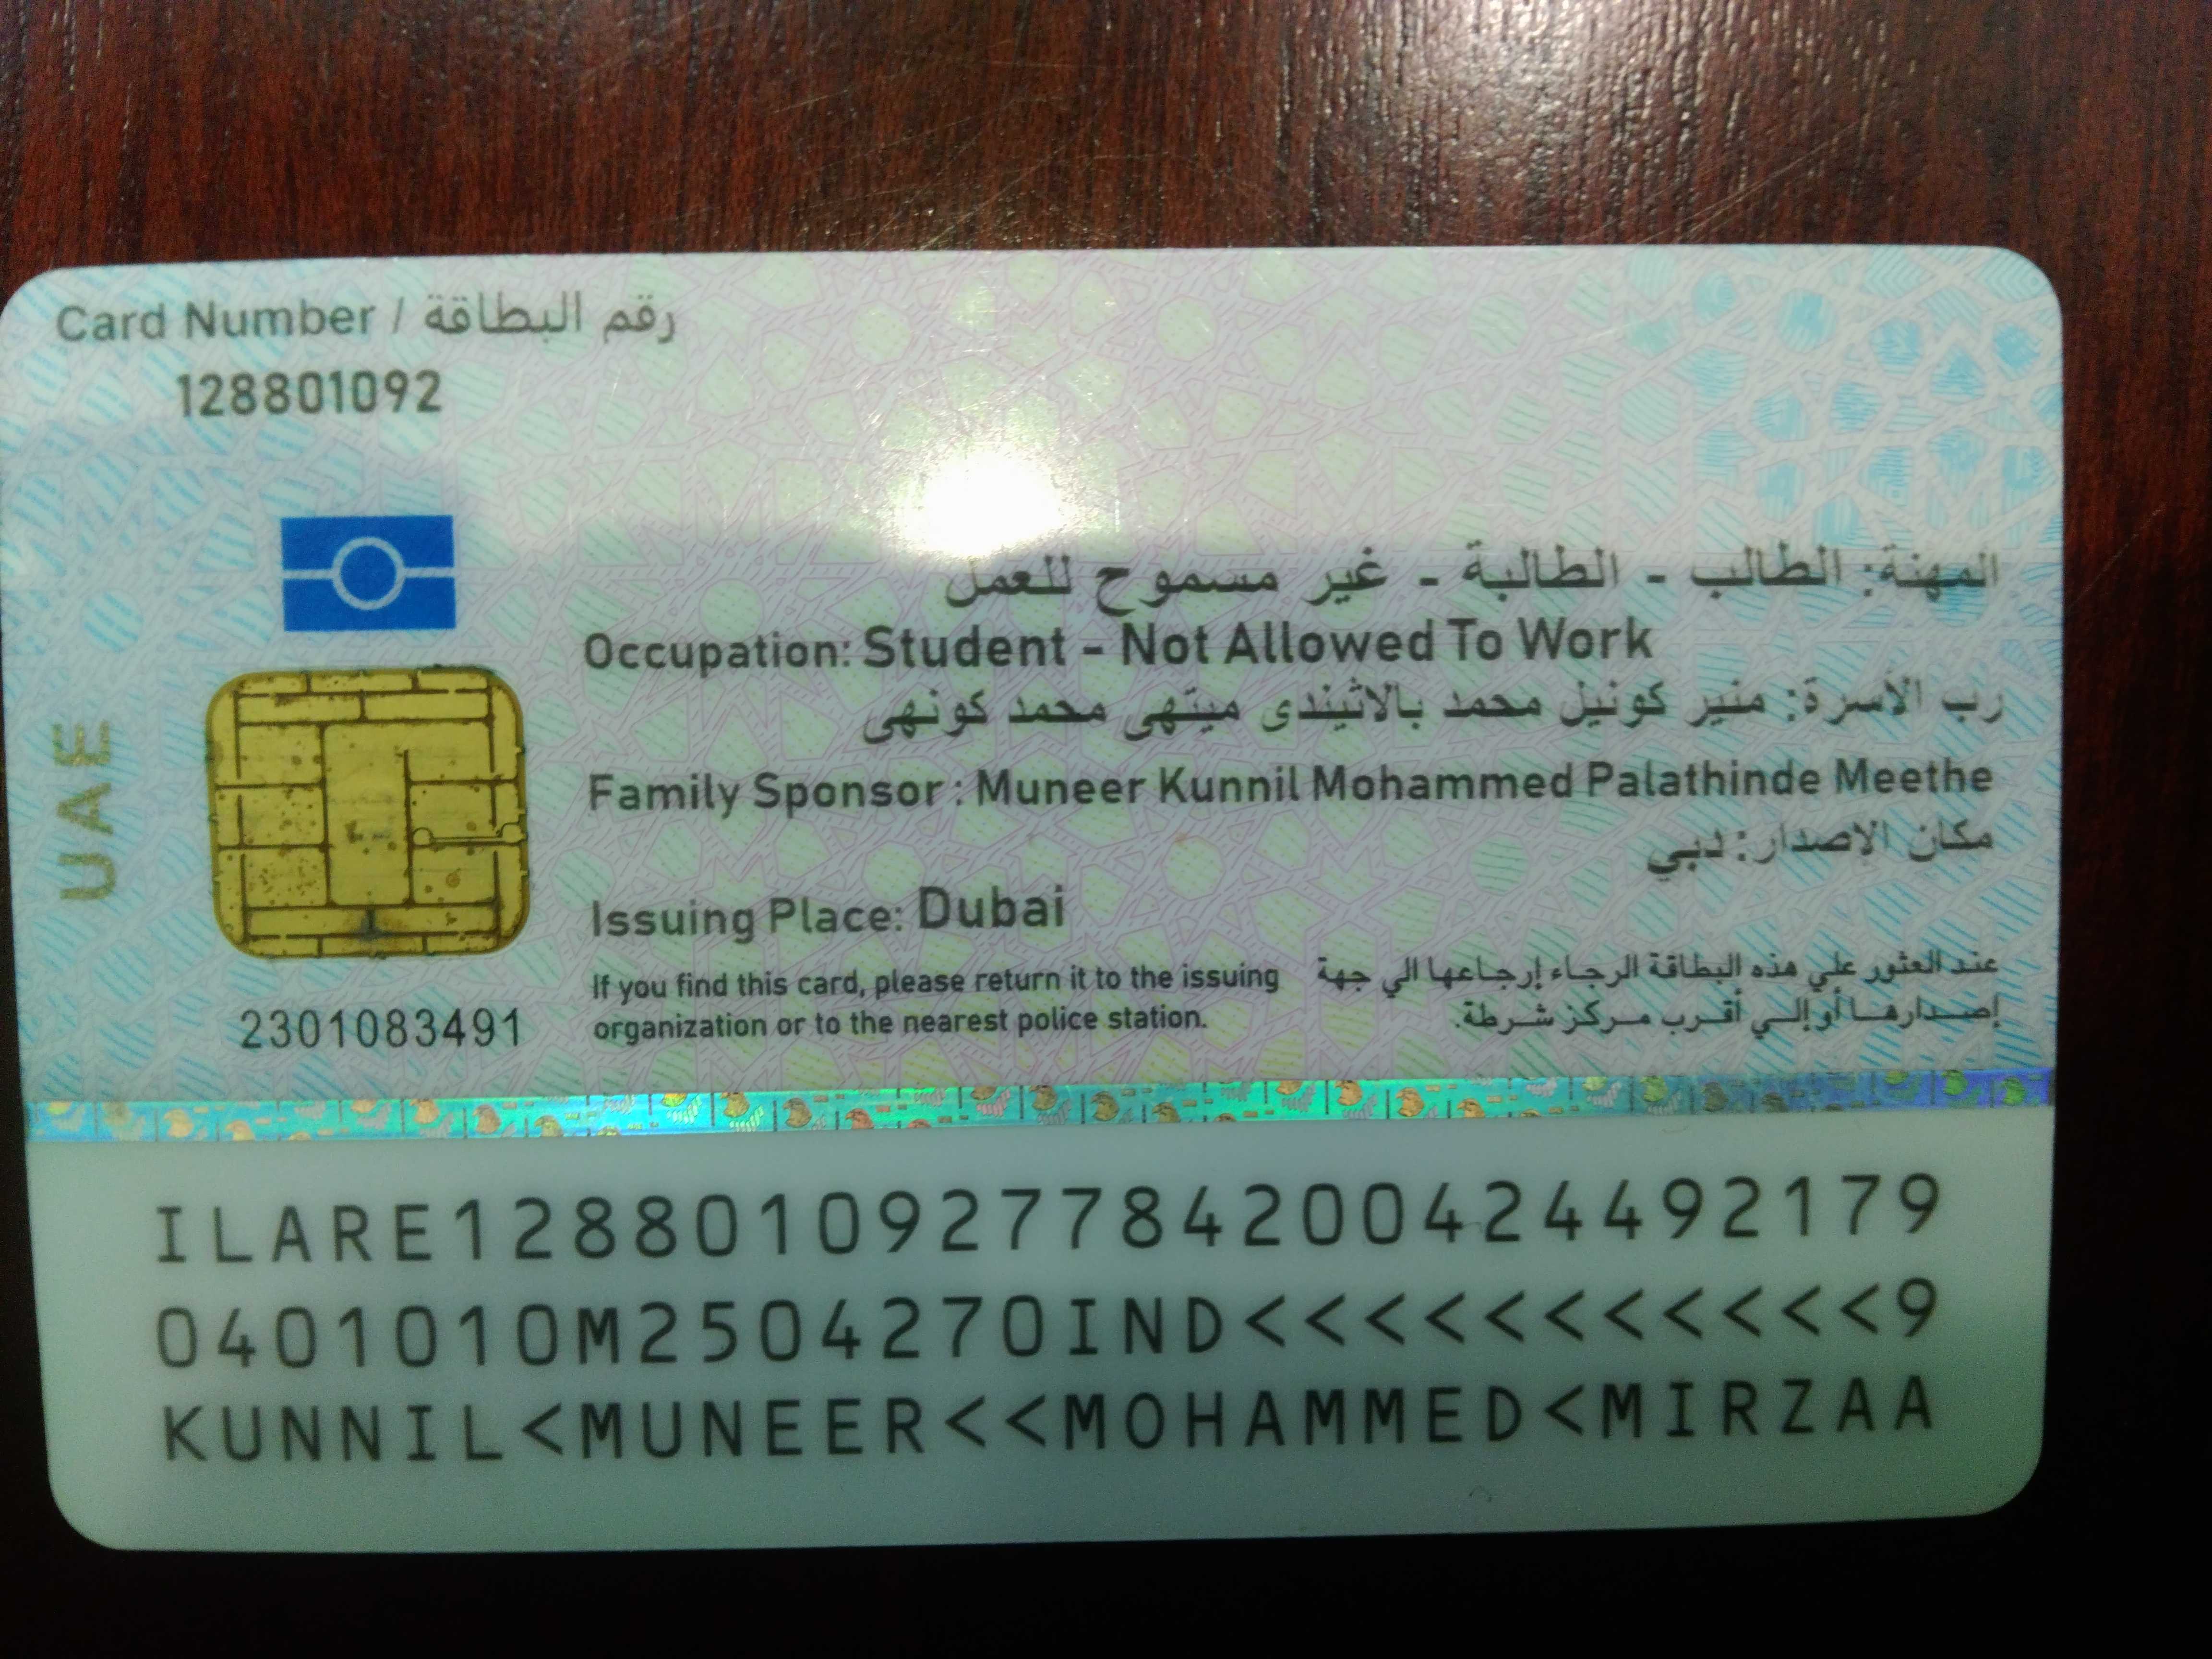 Card Number / رقم البطاقة
128801092
المهنة: الطالب - الطالبة - غير مسموح للعمل
Occupation: Student - Not Allowed To Work
رب الأسرة: منير كونيل محمد بالاثيندى ميتهى محمد كونهى
Family Sponsor : Muneer Kunnil Mohammed Palathinde Meethe
مكان الاصدار: دبي
Issuing Place: Dubai
UAE
If you find this card, please return it to the issuing
organization or to the nearest police station.
عند العثور علي هذه البطاقة الرجاء إرجاعها الي جهة
إصدارها أو إلي أقرب مركز شرطة.
2301083491
ILARE1288010927784200424492179
0401010M2504270IND<<<<<<<<<<<9
KUNNIL<MUNEER<<MOHAMMED<MIRZAA